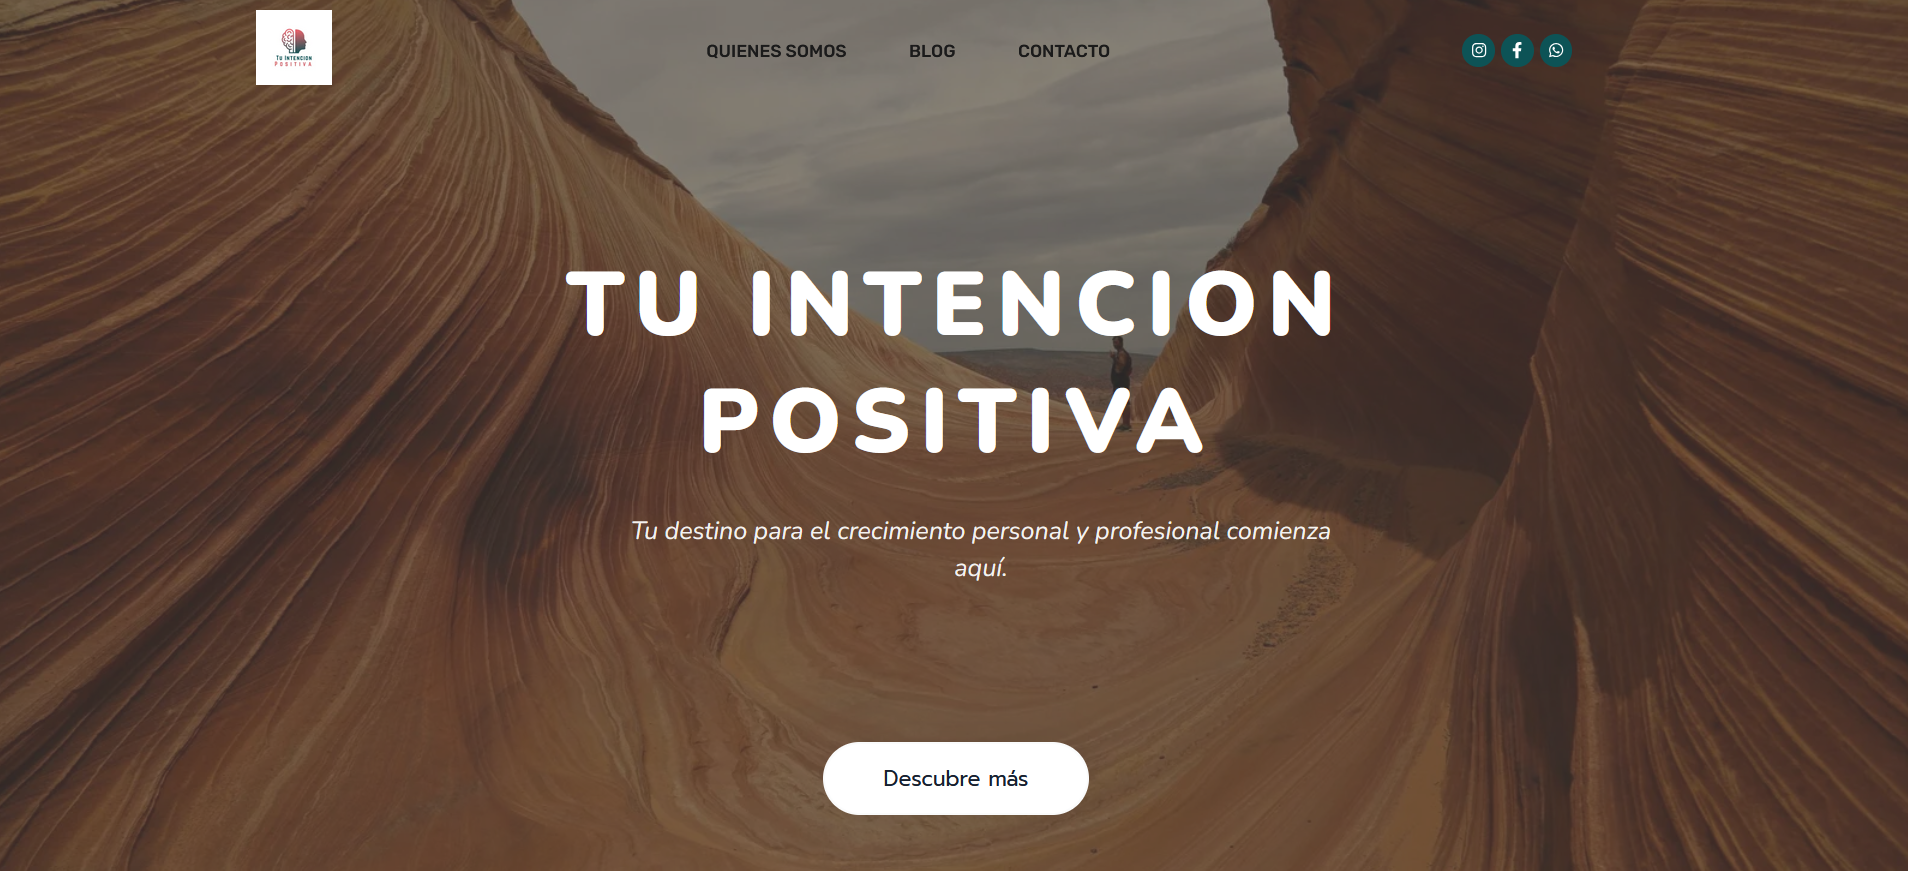 Tu Intencion
Positiva
QUIENES SOMOS
BLOG
CONTACTO
TU INTENCION
POSITIVA
Tu destino para el crecimiento personal y profesional comienza
aquí.
Descubre más